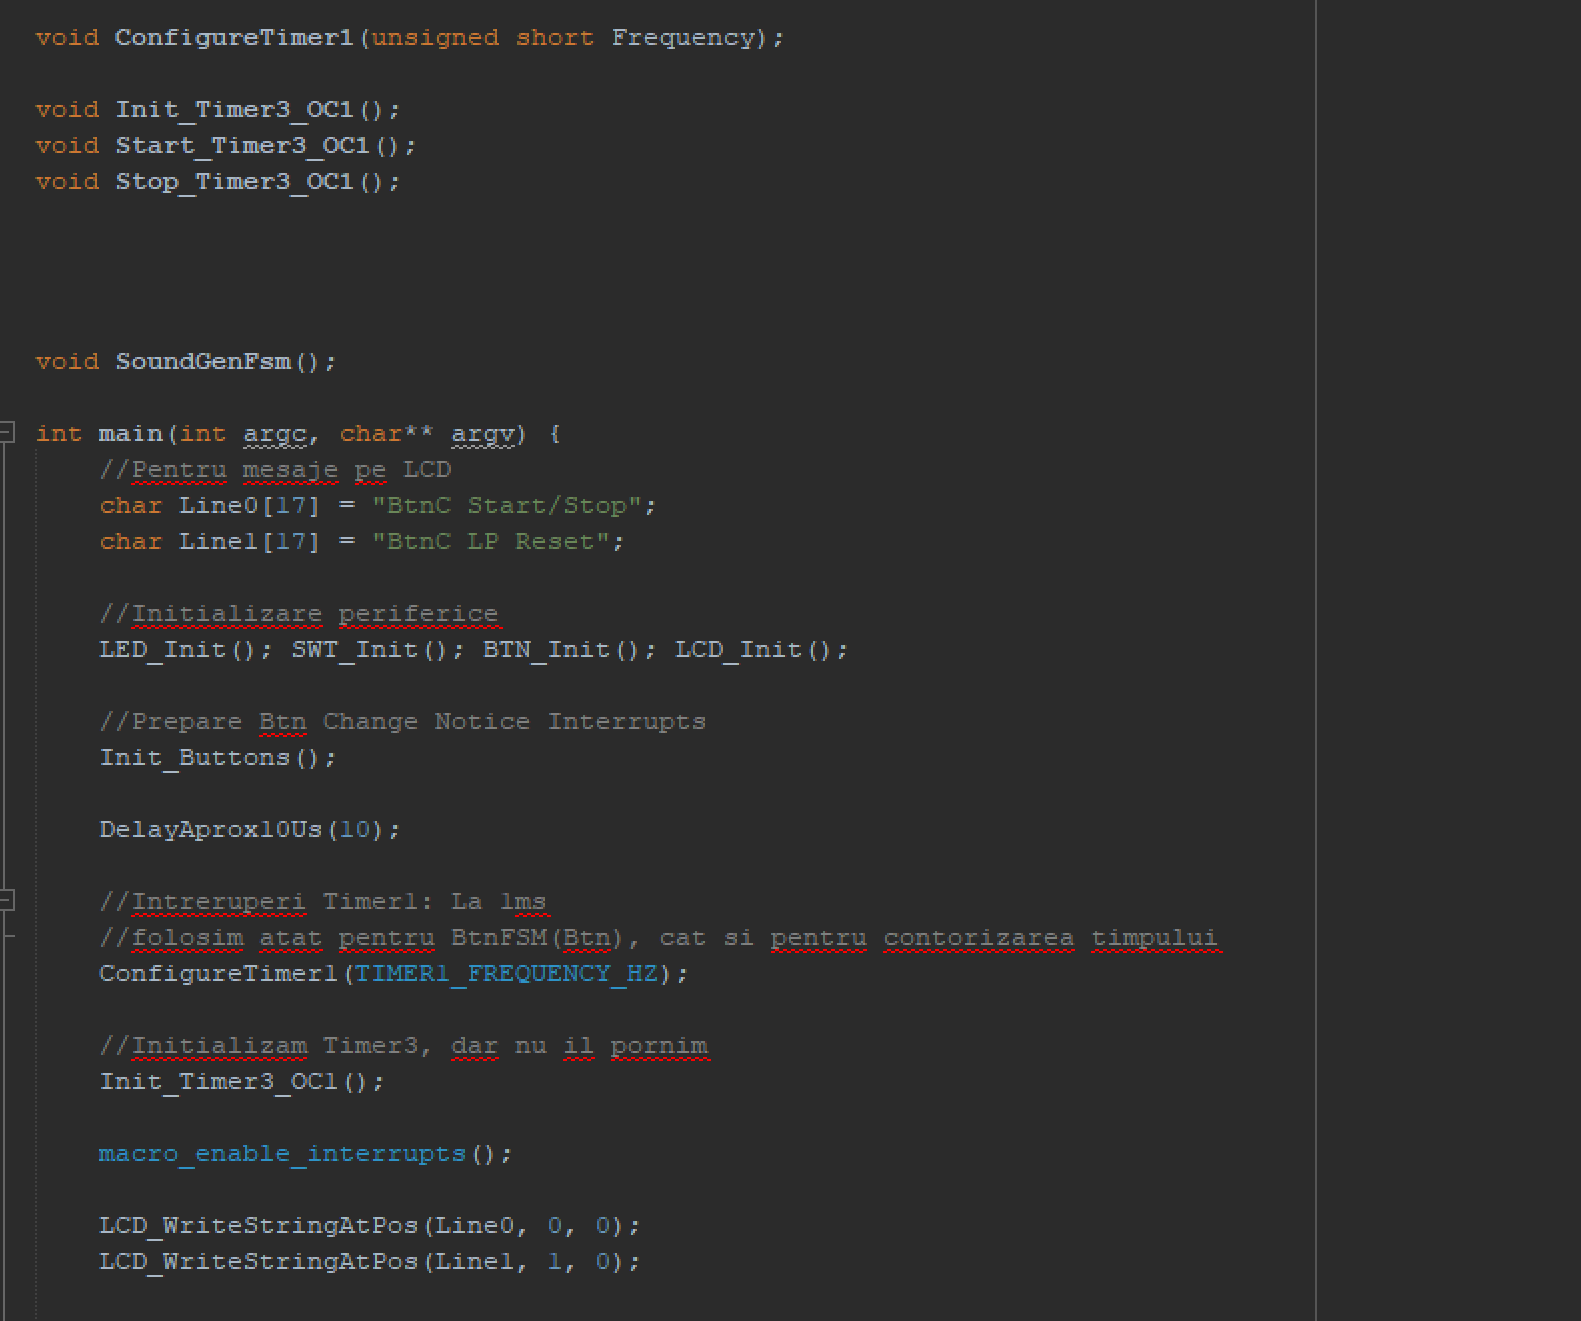 void ConfigureTimer1(unsigned short Frequency);
void Init_Timer3_OC1();
void Start_Timer3_OC1();
void Stop_Timer3_OC1();
void SoundGenFsm();
int main(int argc, char** argv) {
//Pentru mesaje pe LCD
char Line0[17] = "BtnC Start/Stop";
char Line1[17] = "BtnC LP Reset";
//Initializare periferice
LED_Init(); SWT_Init(); BTN_Init(); LCD_Init();
//Prepare Btn Change Notice Interrupts
Init_Buttons();
DelayAprox10Us(10);
//Intreruperi Timer1: La 1ms
//folosim atat pentru BtnFSM(Btn), cat si pentru contorizarea timpului
ConfigureTimer1(TIMER1_FREQUENCY_HZ);
//Initializam Timer3, dar nu il pornim
Init_Timer3_OC1();
macro_enable_interrupts();
LCD_WriteStringAtPos(Line0, 0, 0);
LCD_WriteStringAtPos(Line1, 1, 0);